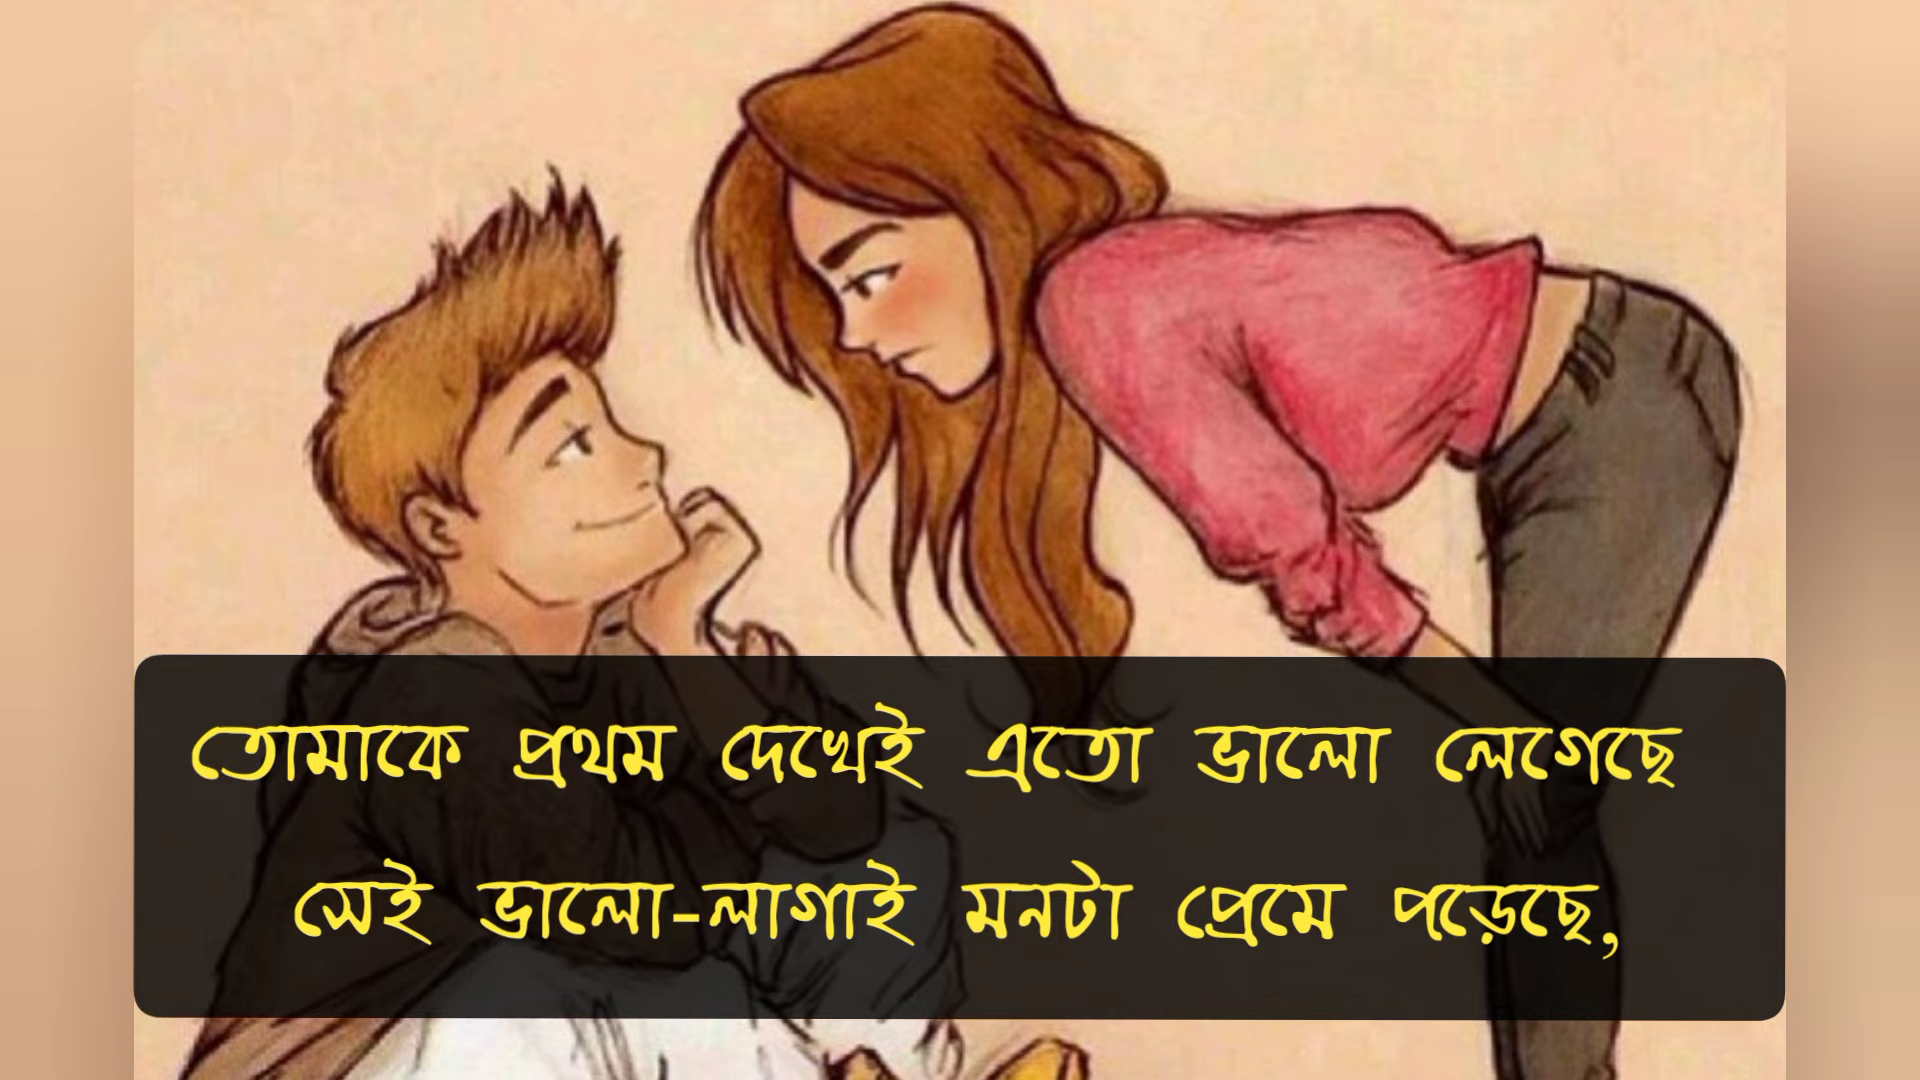 তোমাকে প্রথম দেখেই এতো ভালো লেগেছে
সেই ভালো-লাগাই মনটা প্রেমে পড়েছে,